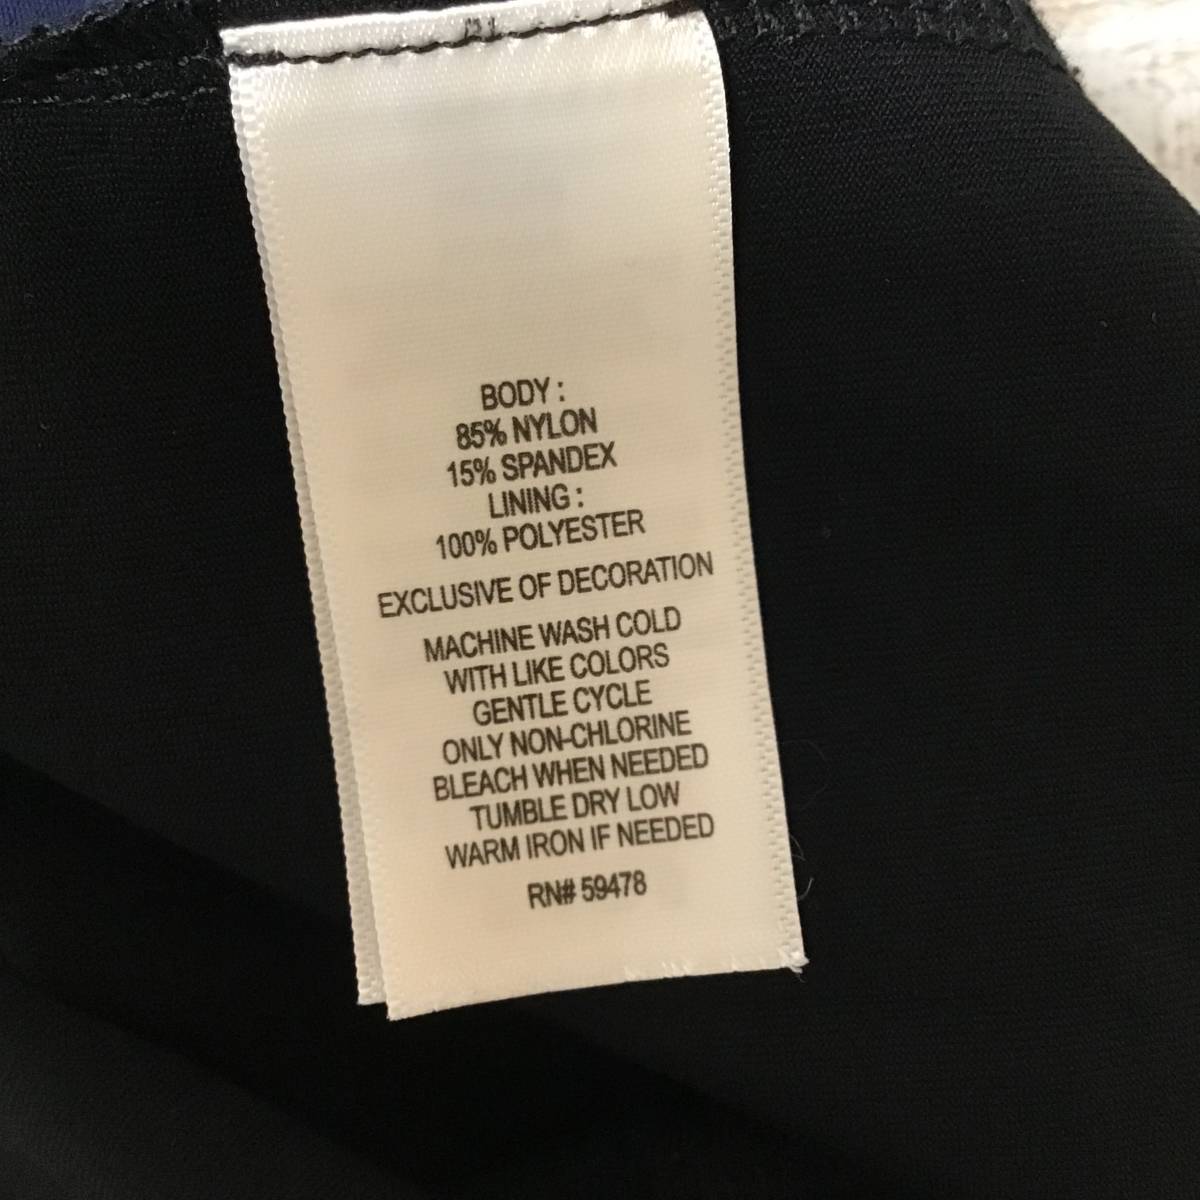 BODY :
85% NYLON
15% SPANDEX
LINING :
100% POLYESTER
EXCLUSIVE OF DECORATION
MACHINE WASH COLD
WITH LIKE COLORS
GENTLE CYCLE
ONLY NON-CHLORINE
BLEACH WHEN NEEDED
TUMBLE DRY LOW
WARM IRON IF NEEDED
RN# 59478